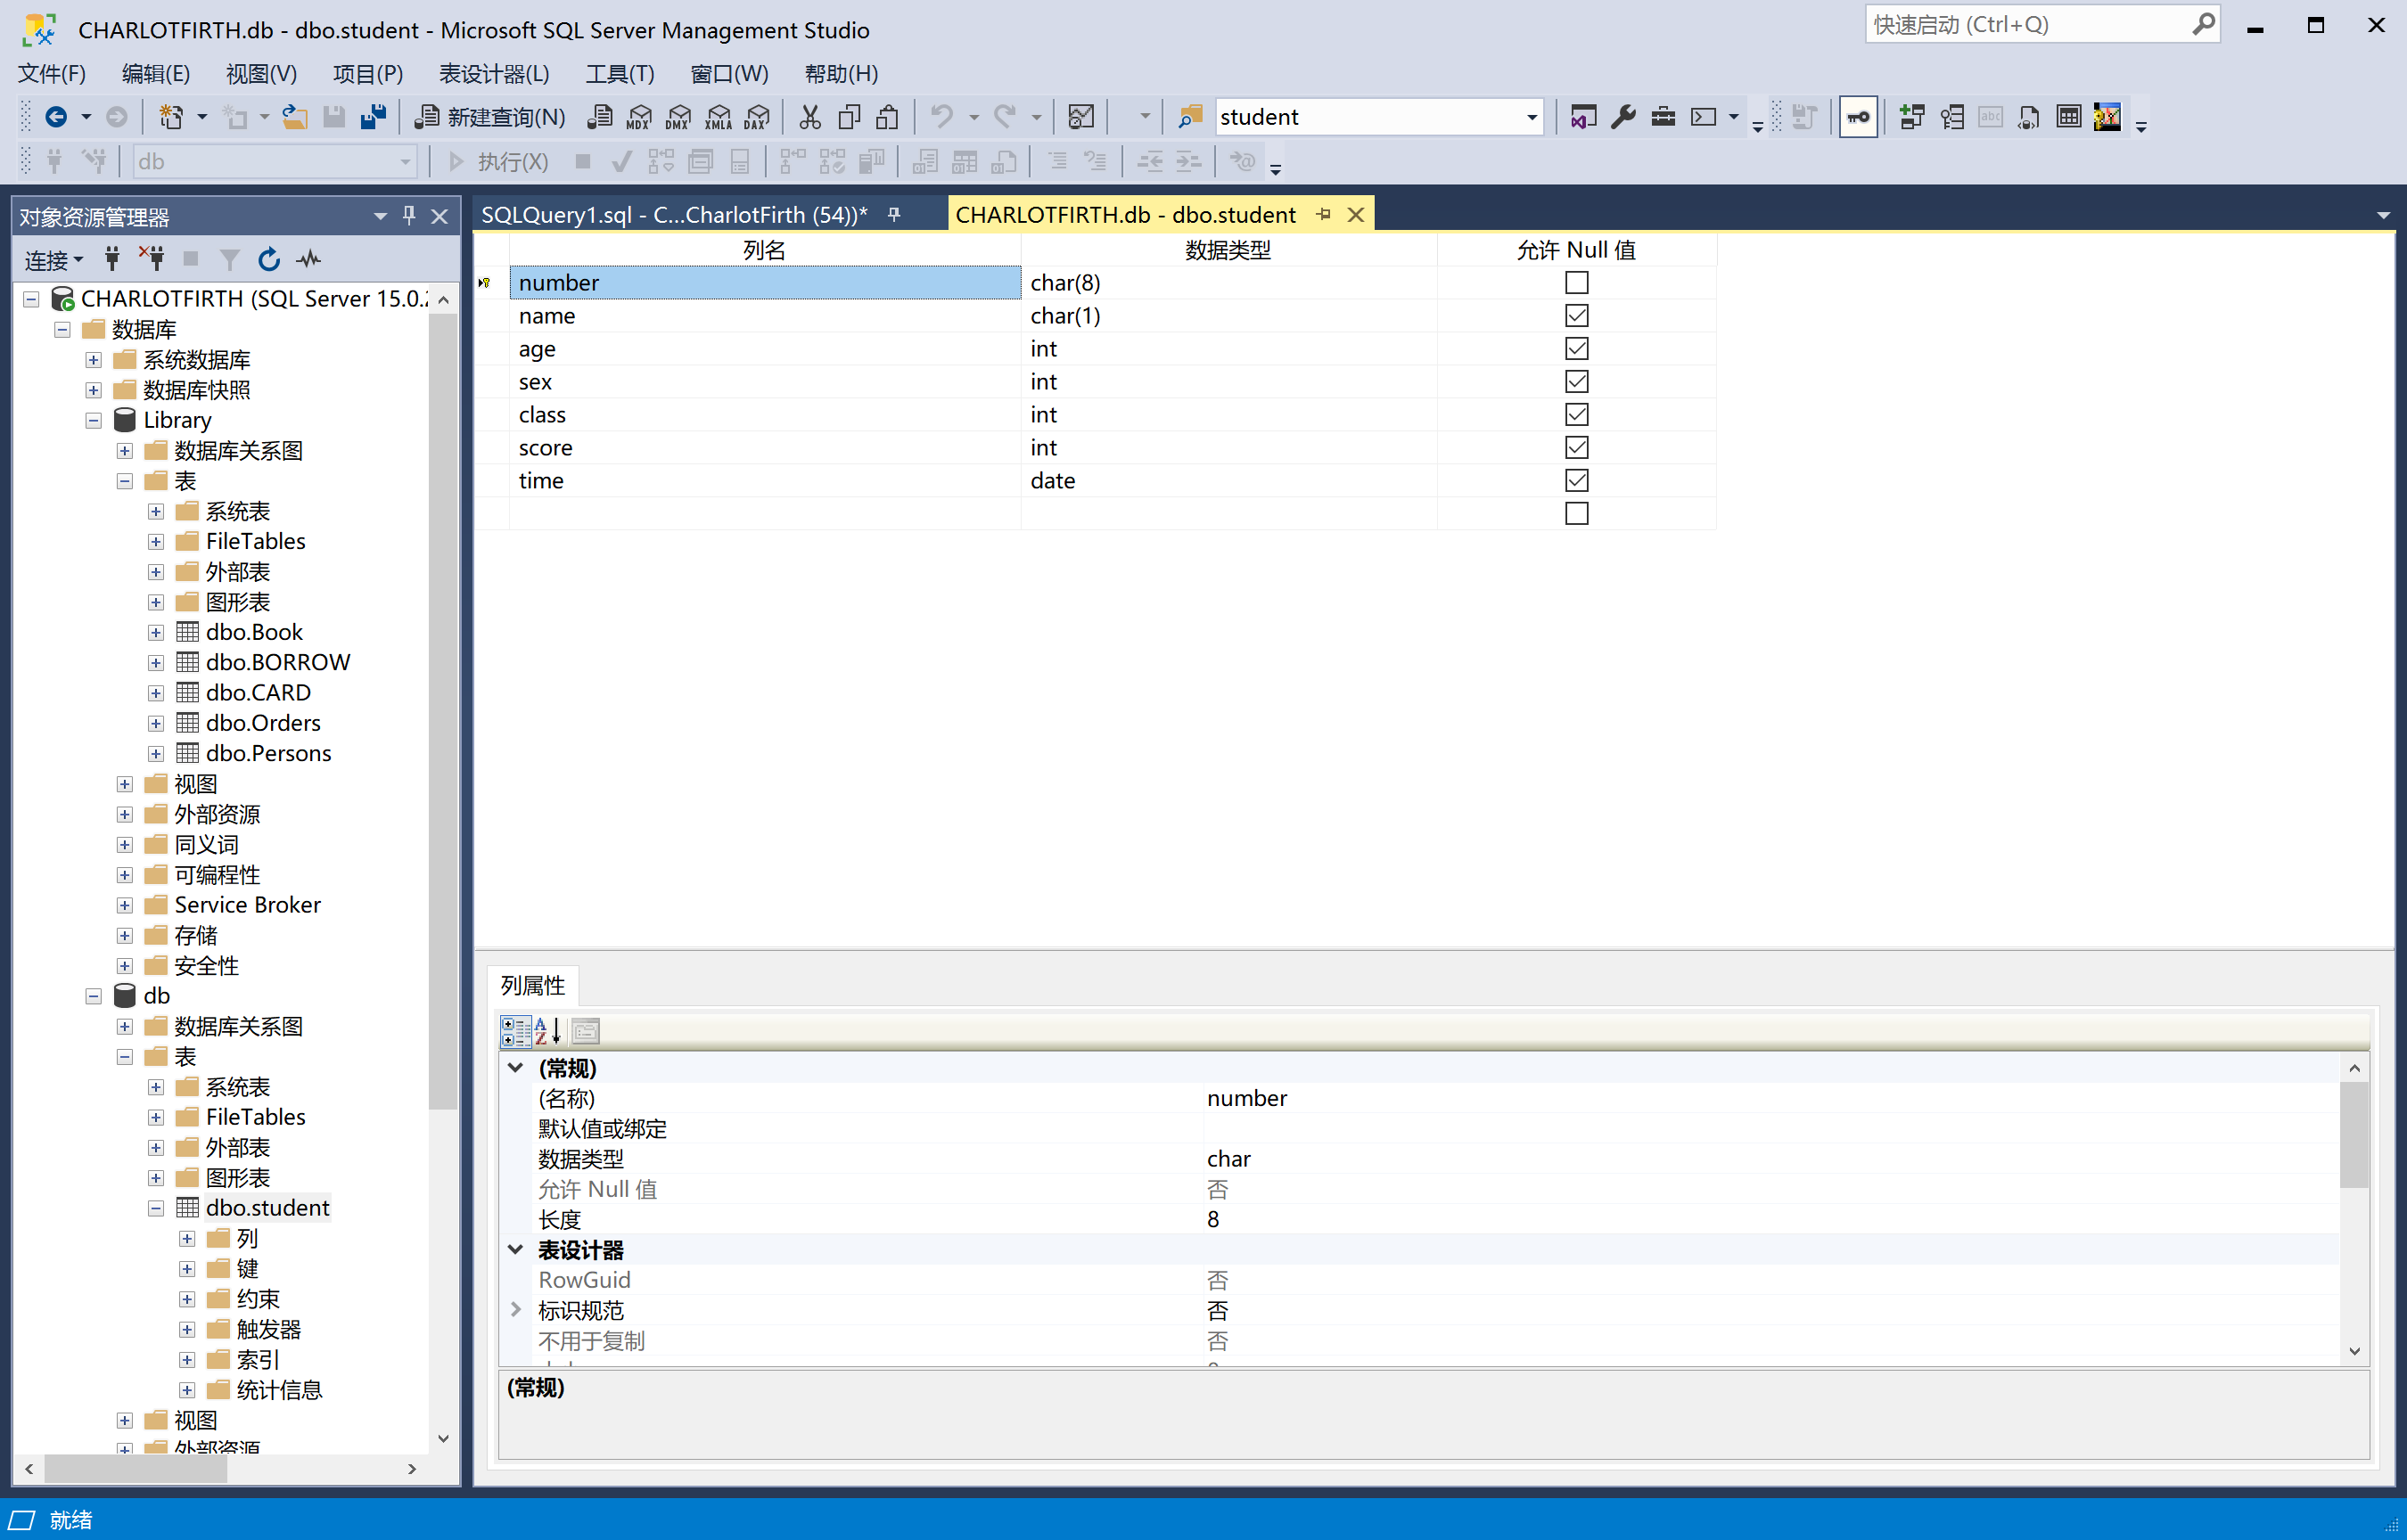 CHARLOTFIRTH.db - dbo.student - Microsoft SQL Server Management Studio
快速启动 (Ctrl+Q)
文件(F) 编辑(E) 视图(V) 项目(P) 表设计器(L) 工具(T) 窗口(W) 帮助(H)
新建查询(N) MDX DMX XMLA DAX student abc
db 执行(X)
对象资源管理器
连接
CHARLOTFIRTH (SQL Server 15.0.
数据库
系统数据库
数据库快照
Library
数据库关系图
表
系统表
FileTables
外部表
图形表
dbo.Book
dbo.BORROW
dbo.CARD
dbo.Orders
dbo.Persons
视图
外部资源
同义词
可编程性
Service Broker
存储
安全性
db
数据库关系图
表
系统表
FileTables
外部表
图形表
dbo.student
列
键
约束
触发器
索引
统计信息
视图
外部资源
SQLQuery1.sql - C...CharlotFirth (54))* CHARLOTFIRTH.db - dbo.student
列名 数据类型 允许 Null 值
number char(8)
name char(1)
age int
sex int
class int
score int
time date
列属性
(常规)
(名称) number
默认值或绑定
数据类型 char
允许 Null 值 否
长度 8
表设计器
RowGuid 否
标识规范 否
不用于复制 否
(常规)
就绪